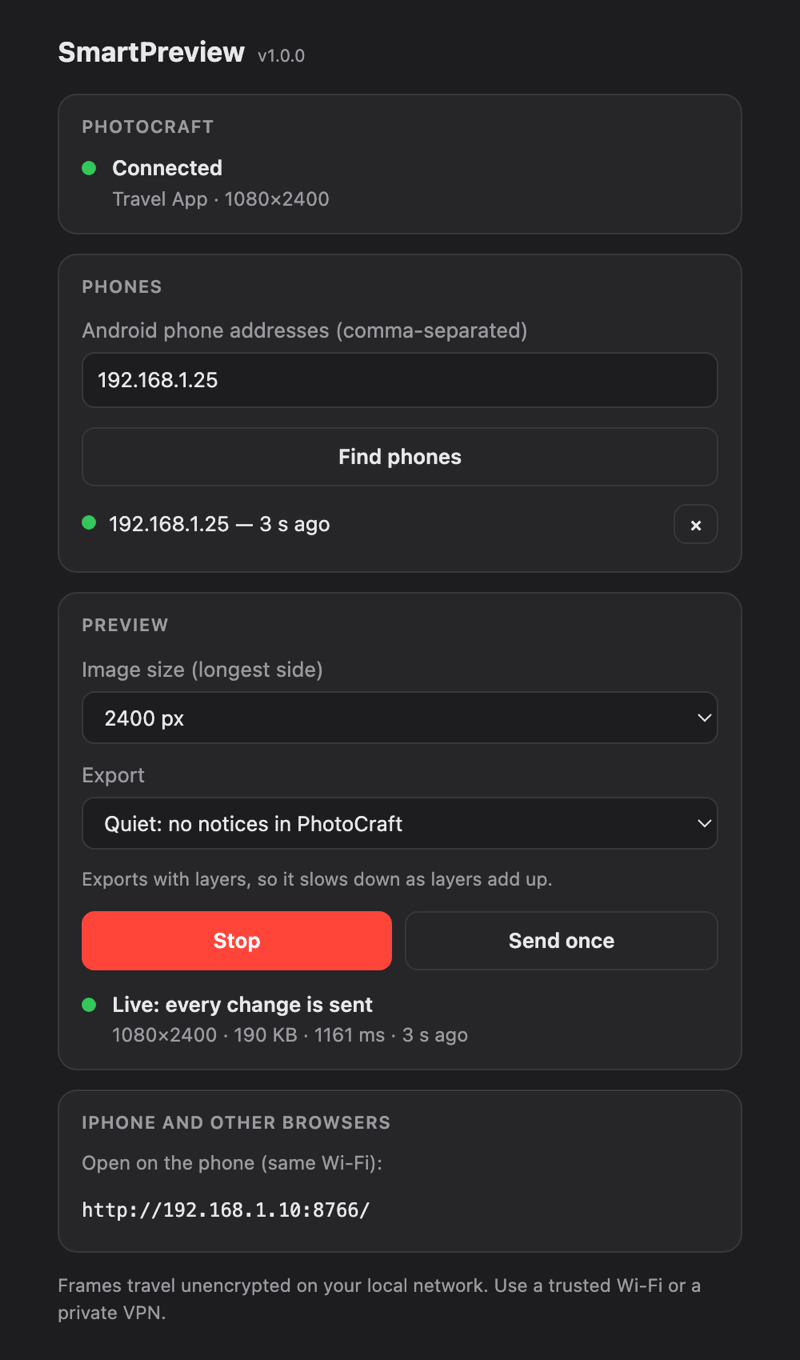 SmartPreview v1.0.0
PHOTOCRAFT
Connected
Travel App · 1080×2400
PHONES
Android phone addresses (comma-separated)
192.168.1.25
Find phones
192.168.1.25 — 3 s ago
×
PREVIEW
Image size (longest side)
2400 px
Export
Quiet: no notices in PhotoCraft
Exports with layers, so it slows down as layers add up.
Stop
Send once
Live: every change is sent
1080×2400 · 190 KB · 1161 ms · 3 s ago
IPHONE AND OTHER BROWSERS
Open on the phone (same Wi-Fi):
http://192.168.1.10:8766/
Frames travel unencrypted on your local network. Use a trusted Wi-Fi or a
private VPN.